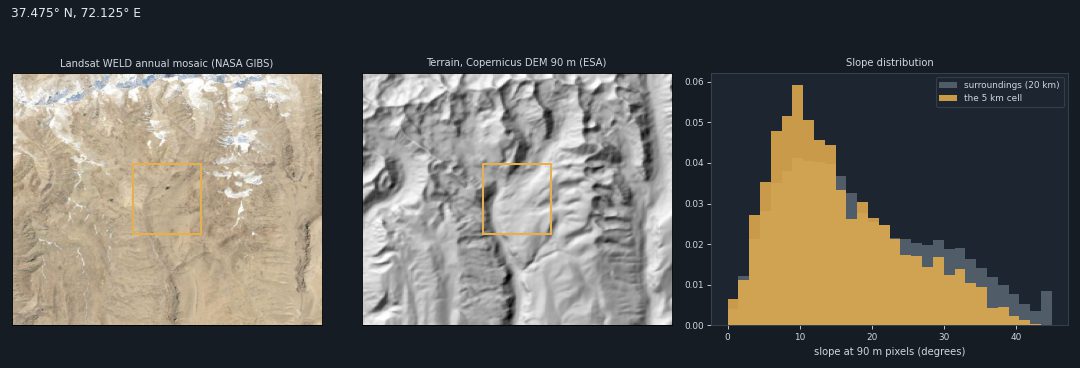 37.475° N, 72.125° E
Landsat WELD annual mosaic (NASA GIBS)
Terrain, Copernicus DEM 90 m (ESA)
Slope distribution
surroundings (20 km)
the 5 km cell
0.06
0.05
0.04
0.03
0.02
0.01
0.00
0 10 20 30 40
slope at 90 m pixels (degrees)